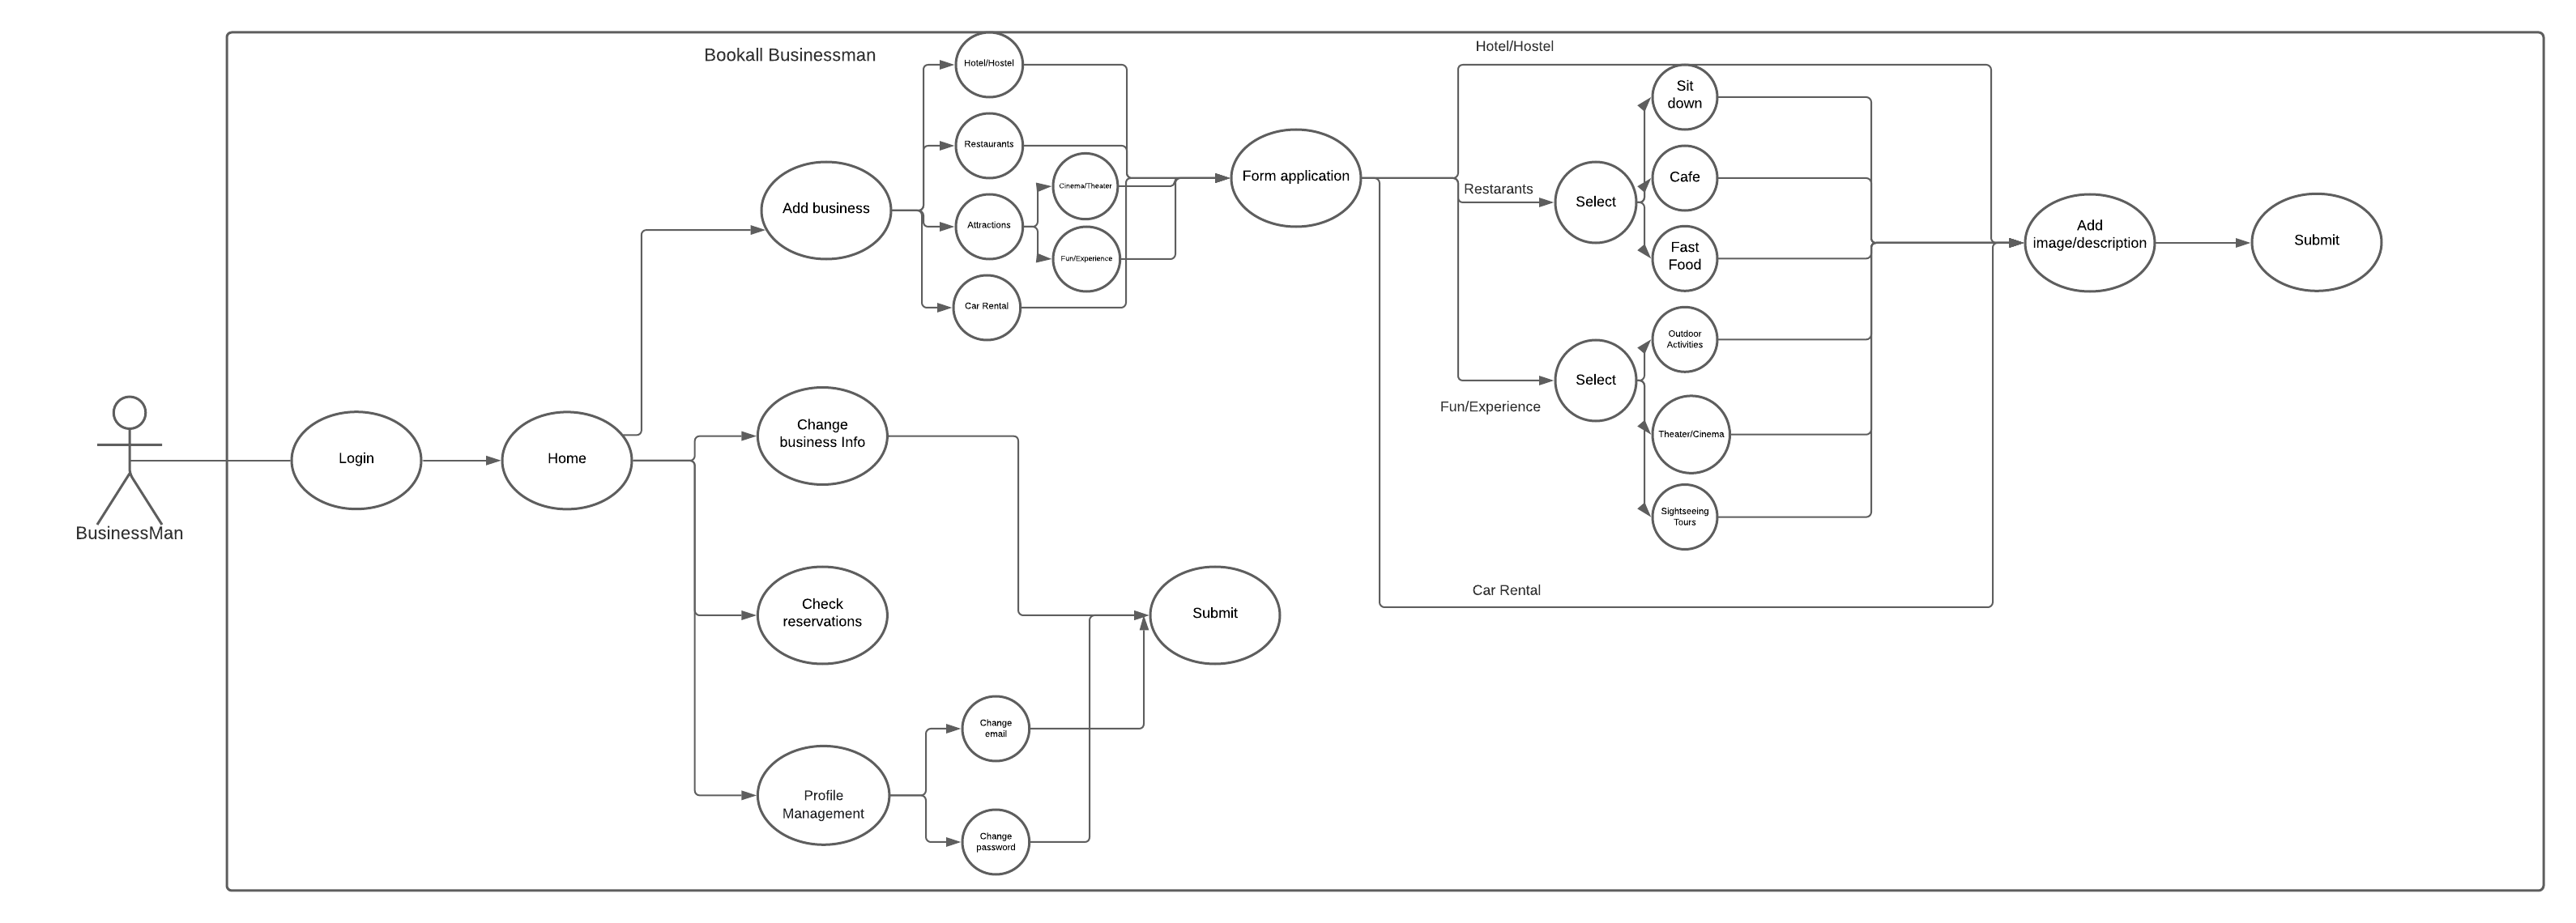 Bookall Businessman
Hotel/Hostel
Restaurants
Attractions
Car Rental
Cinema/Theater
Fun/Experience
Add business
Form application
Hotel/Hostel
Restarants
Select
Sit
down
Cafe
Fast
Food
Fun/Experience
Select
Outdoor
Activities
Theater/Cinema
Sightseeing
Tours
Car Rental
Add
image/description
Submit
BusinessMan
Login
Home
Change
business Info
Check
reservations
Profile
Management
Change
email
Change
password
Submit